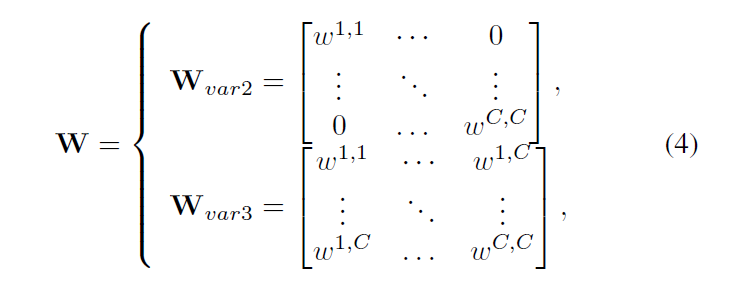 w^{1,1} ⋯ 0
W_{var2} = ⋮ ⋱ ⋮ ,
0 … w^{C,C}
W = (4)
w^{1,1} ⋯ w^{1,C}
W_{var3} = ⋮ ⋱ ⋮ ,
w^{1,C} … w^{C,C}